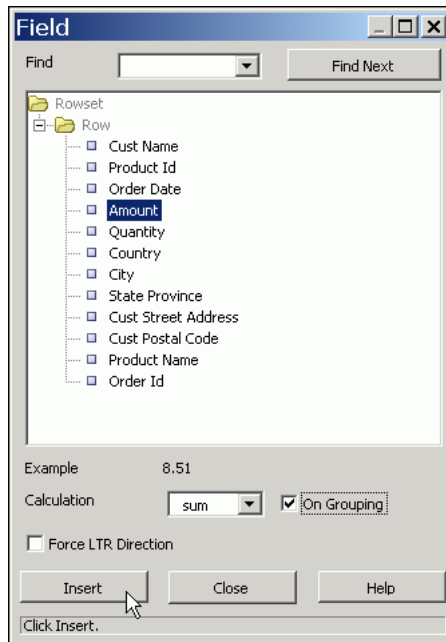 Field
Find
Find Next
Rowset
Row
Cust Name
Product Id
Order Date
Amount
Quantity
Country
City
State Province
Cust Street Address
Cust Postal Code
Product Name
Order Id
Example 8.51
Calculation sum On Grouping
Force LTR Direction
Insert Close Help
Click Insert.